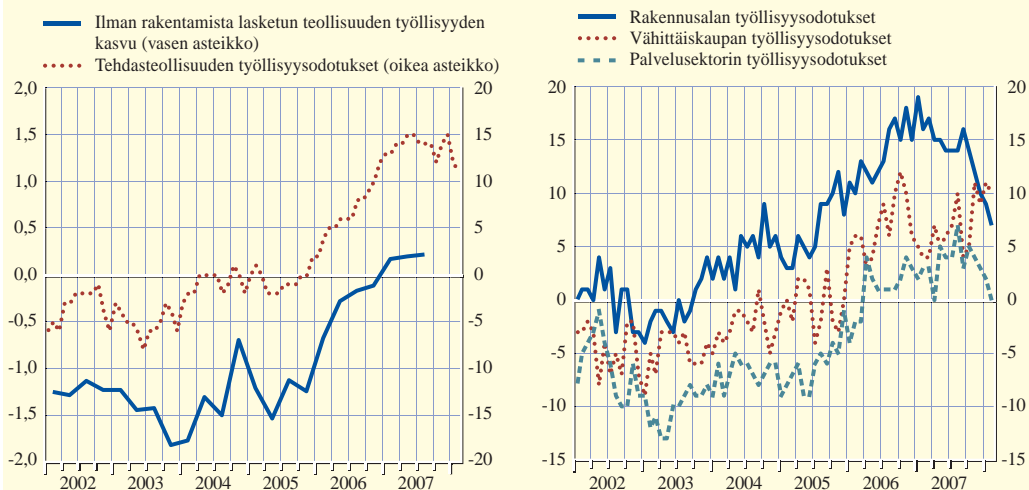 Ilman rakentamista lasketun teollisuuden työllisyyden
kasvu (vasen asteikko)
Tehdasteollisuuden työllisyysodotukset (oikea asteikko)
2,0 20
1,5 15
1,0 10
0,5 5
0,0 0
-0,5 -5
-1,0 -10
-1,5 -15
-2,0 -20
2002 2003 2004 2005 2006 2007
Rakennusalan työllisyysodotukset
Vähittäiskaupan työllisyysodotukset
Palvelusektorin työllisyysodotukset
20 20
15 15
10 10
5 5
0 0
-5 -5
-10 -10
-15 -15
2002 2003 2004 2005 2006 2007